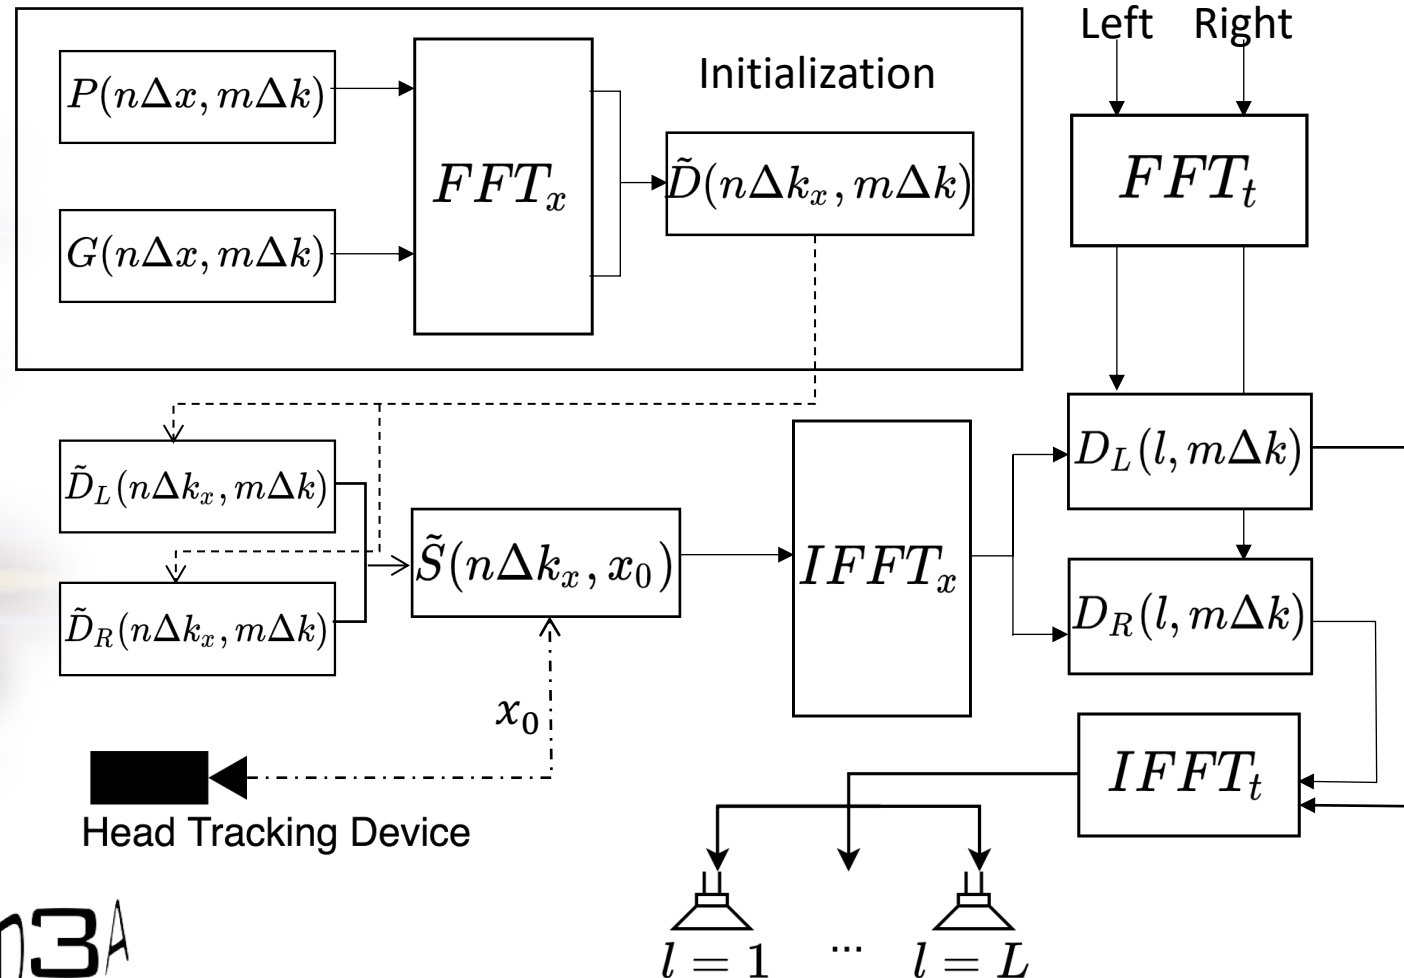 Left Right
Initialization
P(nΔx, mΔk)
FFT_x
D̃(nΔk_x, mΔk)
FFT_t
G(nΔx, mΔk)
D̃_L(nΔk_x, mΔk)
D_L(l, mΔk)
S̃(nΔk_x, x_0)
IFFT_x
D̃_R(nΔk_x, mΔk)
D_R(l, mΔk)
x_0
IFFT_t
Head Tracking Device
l = 1 ... l = L
3A